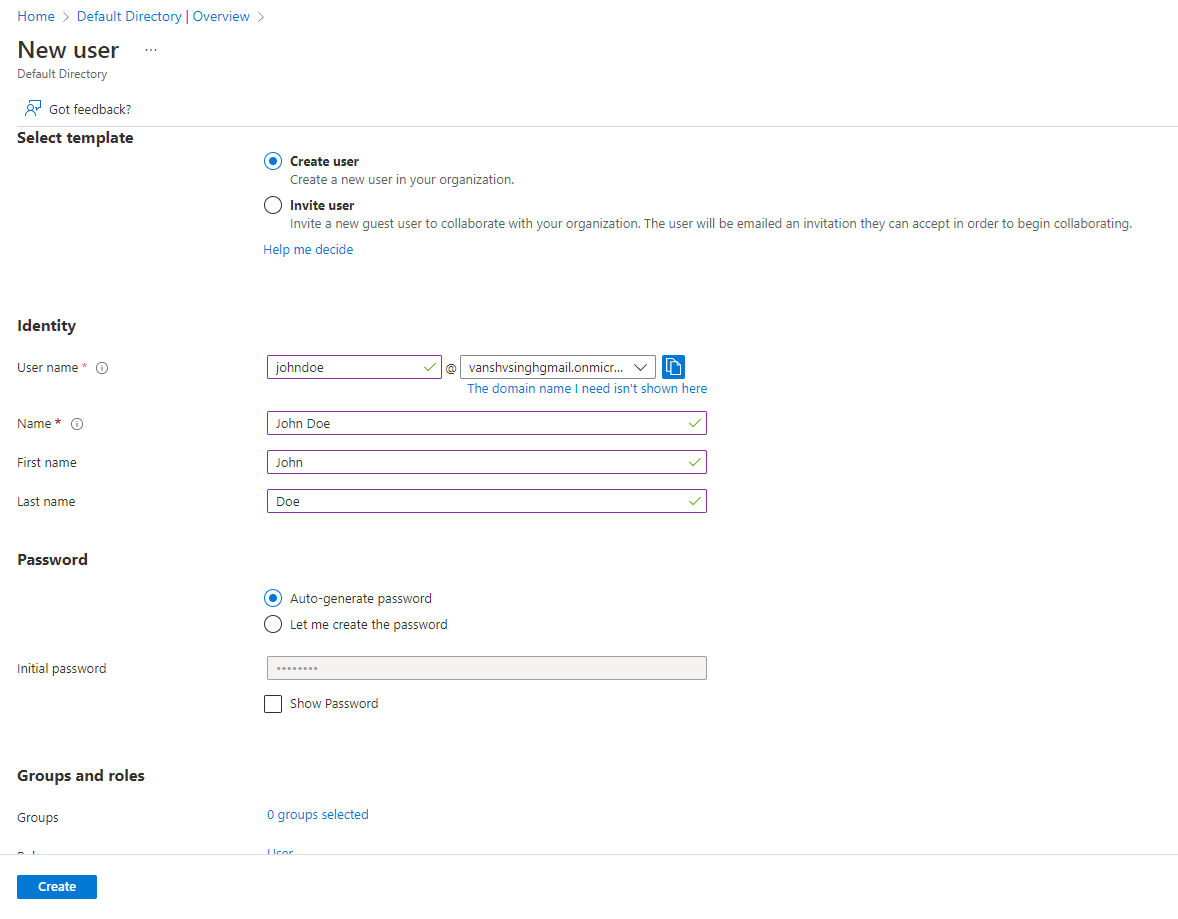 Home > Default Directory | Overview >
New user ...
Default Directory
Got feedback?
Select template
Create user
Create a new user in your organization.
Invite user
Invite a new guest user to collaborate with your organization. The user will be emailed an invitation they can accept in order to begin collaborating.
Help me decide
Identity
User name * johndoe @ vanshvsinghgmail.onmicr...
The domain name I need isn't shown here
Name * John Doe
First name John
Last name Doe
Password
Auto-generate password
Let me create the password
Initial password ••••••••
Show Password
Groups and roles
Groups 0 groups selected
User
Create